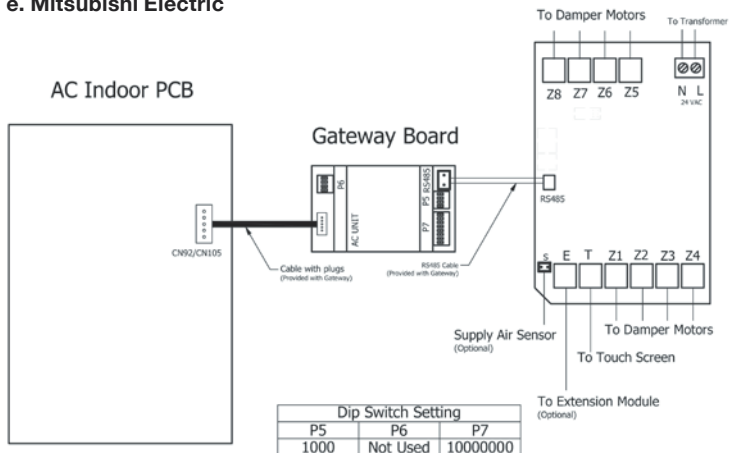 e. Mitsubishi Electric
To Damper Motors
To Transformer
AC Indoor PCB
Z8 Z7 Z6 Z5
N L
24 VAC
Gateway Board
P6
AC UNIT
RS485
P5
P7
RS485
CN92/CN105
Cable with plugs
(Provided with Gateway)
RS485 Cable
(Provided with Gateway)
S E T Z1 Z2 Z3 Z4
Supply Air Sensor
(Optional)
To Damper Motors
To Touch Screen
To Extension Module
(Optional)
Dip Switch Setting
P5 P6 P7
1000 Not Used 10000000